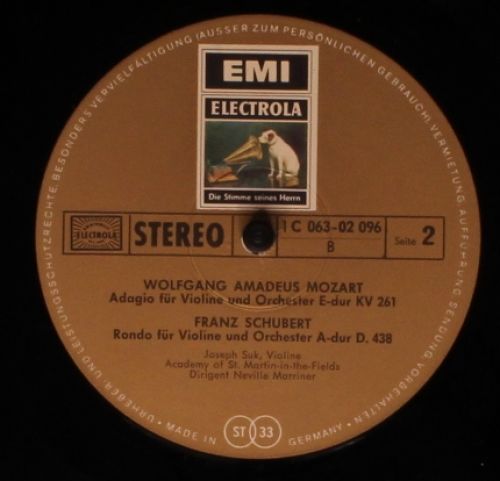 URHEBER- UND LEISTUNGSSCHUTZRECHTE, BESONDERS VERVIELFÄLTIGUNG (AUSSER ZUM PERSÖNLICHEN GEBRAUCH), VERMIETUNG, AUFFÜHRUNG, SENDUNG VORBEHALTEN
EMI
ELECTROLA
Die Stimme seines Herrn
ELECTROLA
STEREO
1 C 063-02 096
B
Seite 2
WOLFGANG AMADEUS MOZART
Adagio für Violine und Orchester E-dur KV 261
FRANZ SCHUBERT
Rondo für Violine und Orchester A-dur D. 438
Joseph Suk, Violine
Academy of St. Martin-in-the-Fields
Dirigent Neville Marriner
MADE IN GERMANY
ST 33